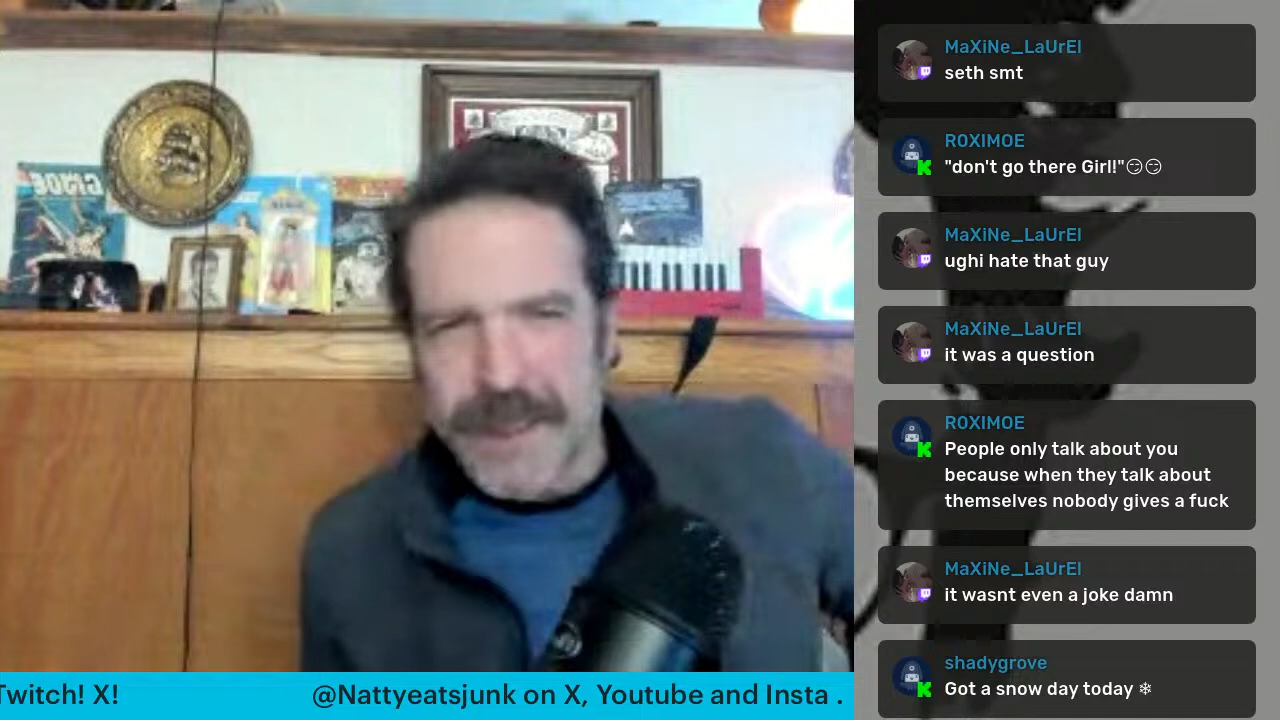 GIJOE
MaXiNe_LaUrEl
seth smt
R0XIMOE
"don't go there Girl!"😏😏
MaXiNe_LaUrEl
ughi hate that guy
MaXiNe_LaUrEl
it was a question
R0XIMOE
People only talk about you
because when they talk about
themselves nobody gives a fuck
MaXiNe_LaUrEl
it wasnt even a joke damn
shadygrove
Got a snow day today ❄
Twitch! X!
@Nattyeatsjunk on X, Youtube and Insta .